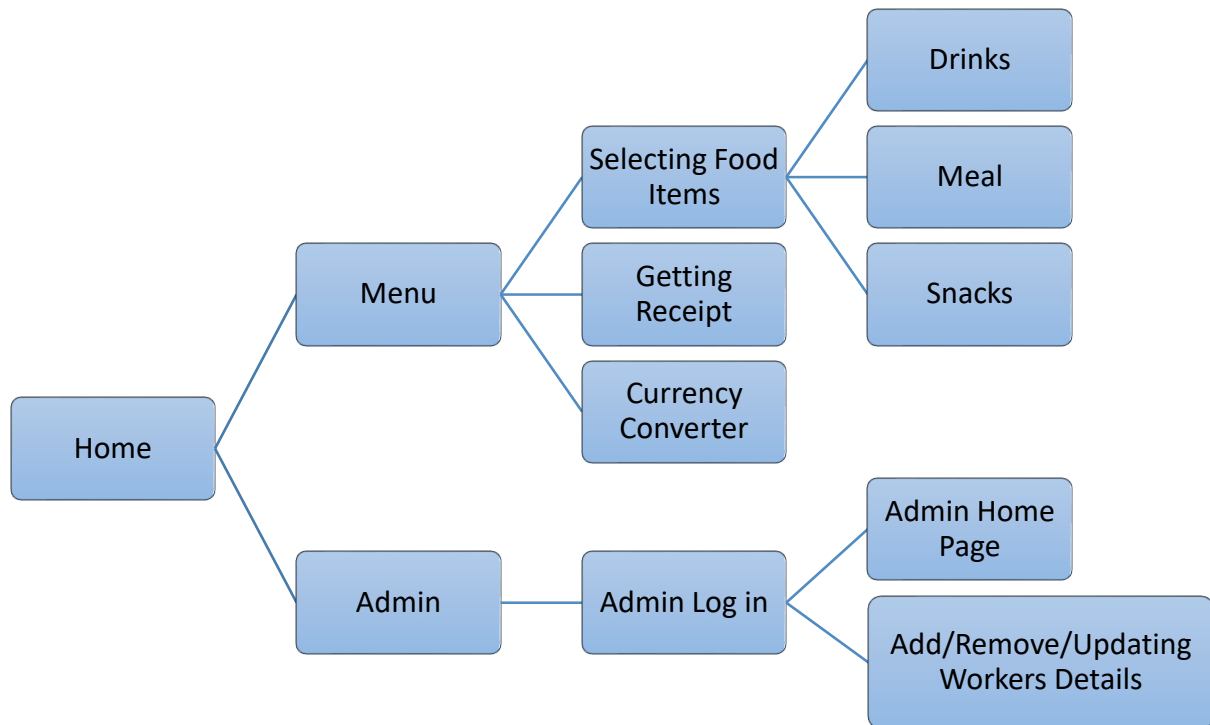 Drinks
Selecting Food
Items
Meal
Menu
Getting
Receipt
Snacks
Currency
Converter
Home
Admin Home
Page
Admin
Admin Log in
Add/Remove/Updating
Workers Details